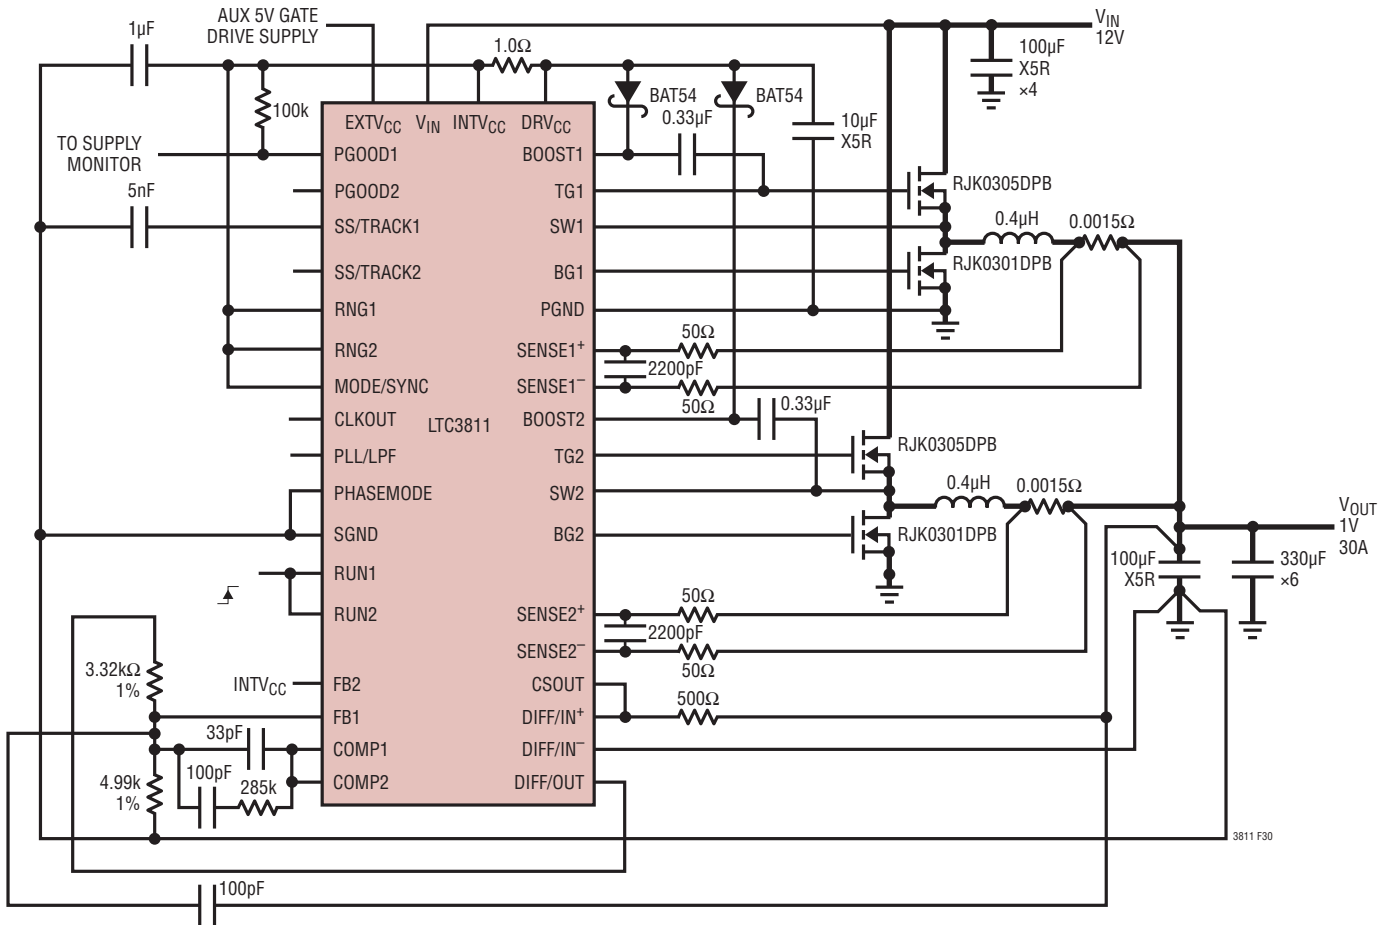 AUX 5V GATE
DRIVE SUPPLY
1µF
1.0Ω
VIN
12V
100µF
X5R
×4
100k
BAT54
BAT54
0.33µF
10µF
X5R
TO SUPPLY
MONITOR
5nF
EXTVCC
VIN
INTVCC
DRVCC
PGOOD1
PGOOD2
SS/TRACK1
SS/TRACK2
RNG1
RNG2
MODE/SYNC
CLKOUT
PLL/LPF
PHASEMODE
SGND
RUN1
RUN2
FB2
FB1
COMP1
COMP2
LTC3811
BOOST1
TG1
SW1
BG1
PGND
SENSE1+
SENSE1–
BOOST2
TG2
SW2
BG2
SENSE2+
SENSE2–
CSOUT
DIFF/IN+
DIFF/IN–
DIFF/OUT
RJK0305DPB
0.4µH
0.0015Ω
RJK0301DPB
50Ω
2200pF
50Ω
0.33µF
RJK0305DPB
0.4µH
0.0015Ω
RJK0301DPB
VOUT
1V
30A
100µF
X5R
330µF
×6
50Ω
2200pF
50Ω
500Ω
INTVCC
3.32kΩ
1%
33pF
100pF
285k
4.99k
1%
100pF
3811 F30